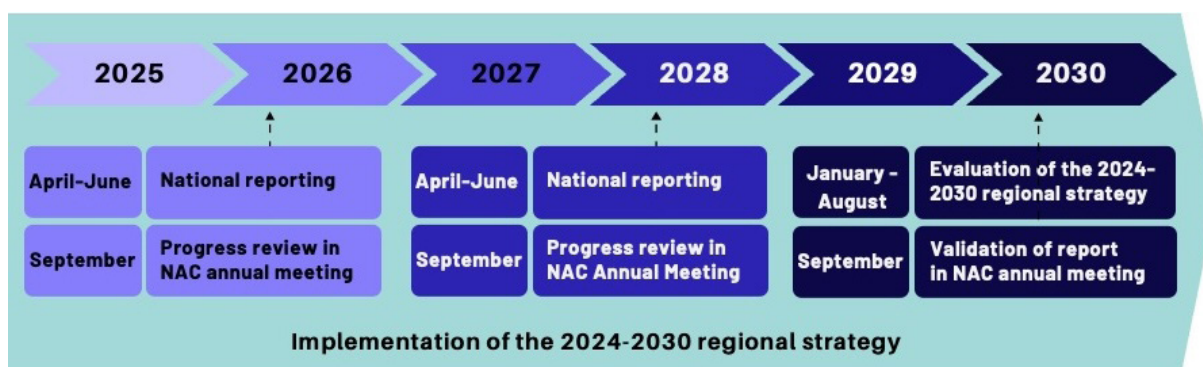 2025
2026
2027
2028
2029
2030
April-June
National reporting
September
Progress review in
NAC annual meeting
April-June
National reporting
September
Progress review in
NAC Annual Meeting
January -
August
Evaluation of the 2024-
2030 regional strategy
September
Validation of report
in NAC annual meeting
Implementation of the 2024-2030 regional strategy